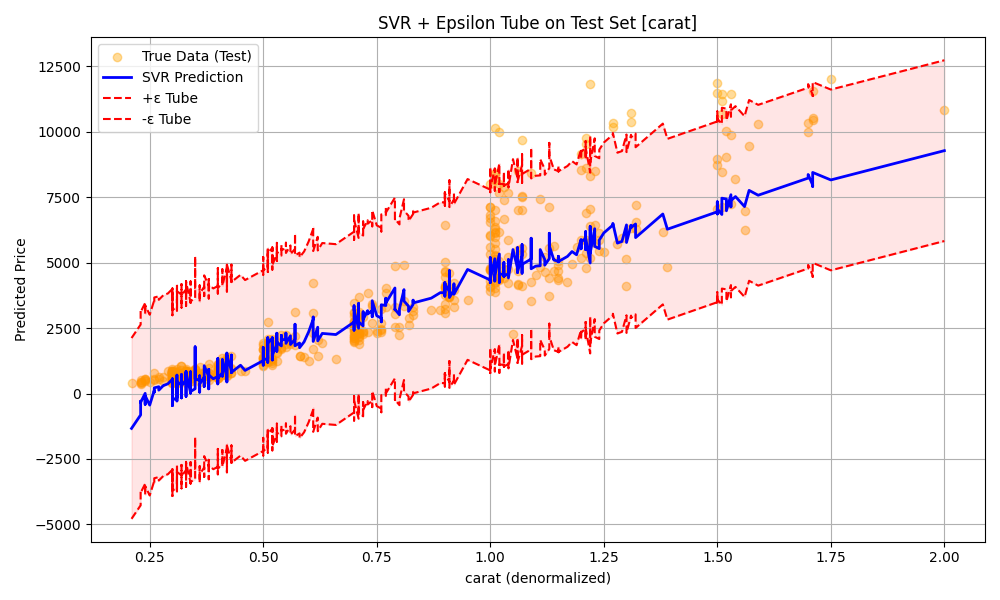 SVR + Epsilon Tube on Test Set [carat]
True Data (Test)
SVR Prediction
+ε Tube
-ε Tube
Predicted Price
12500
10000
7500
5000
2500
0
−2500
−5000
0.25 0.50 0.75 1.00 1.25 1.50 1.75 2.00
carat (denormalized)